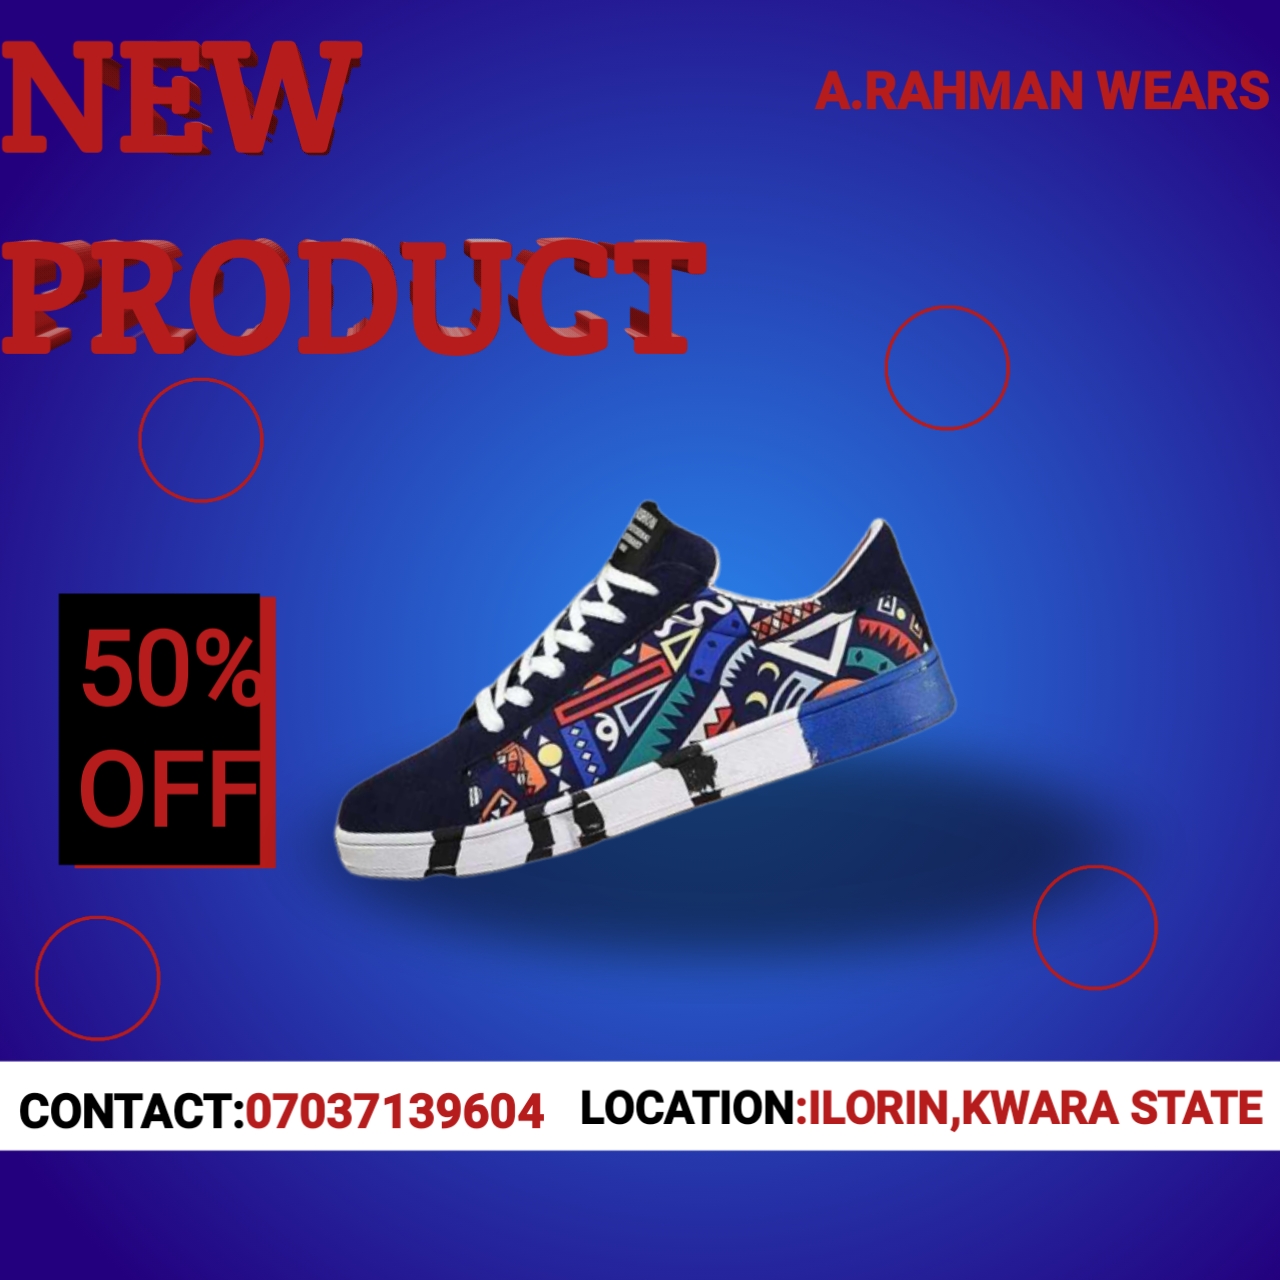 NEW
A.RAHMAN WEARS
PRODUCT
50%
OFF
CONTACT:07037139604
LOCATION:ILORIN,KWARA STATE